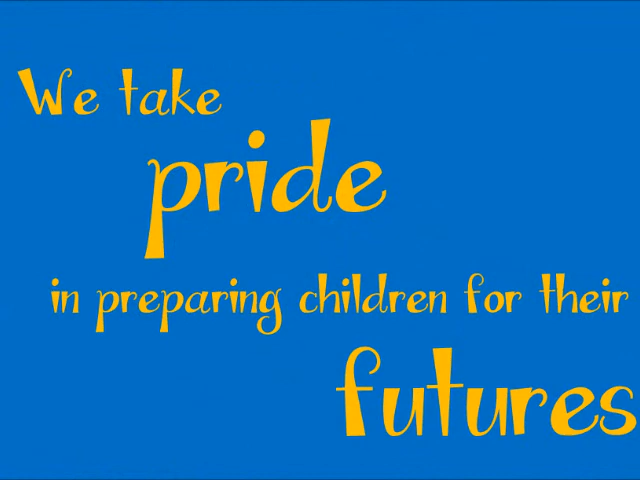 We take
pride
in preparing children for their
futures